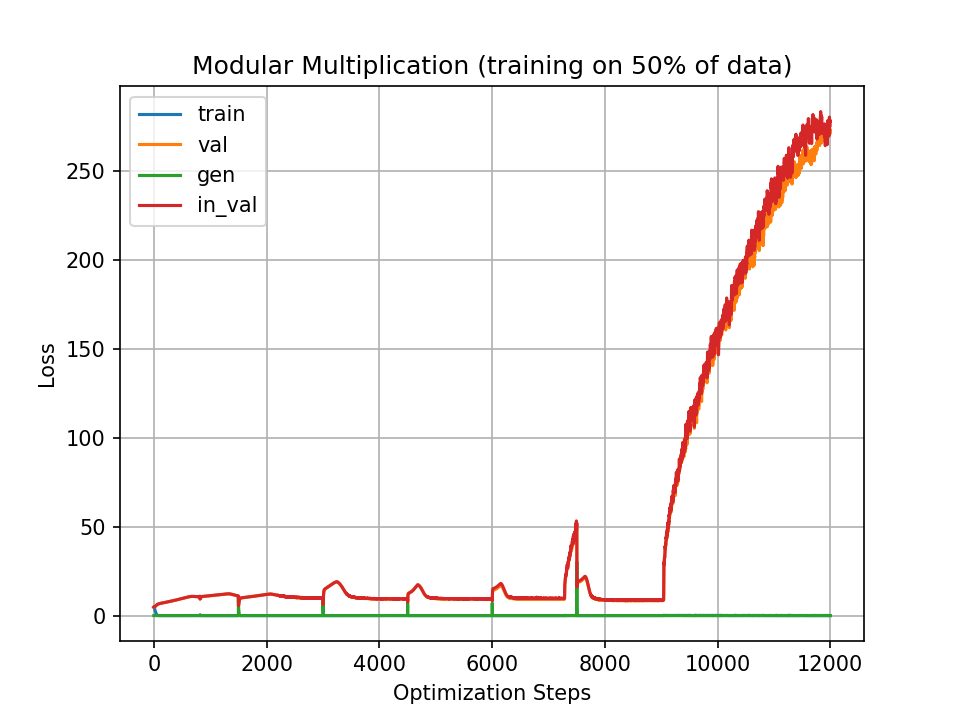 Modular Multiplication (training on 50% of data)
train
val
gen
in_val
Loss
250
200
150
100
50
0
0 2000 4000 6000 8000 10000 12000
Optimization Steps